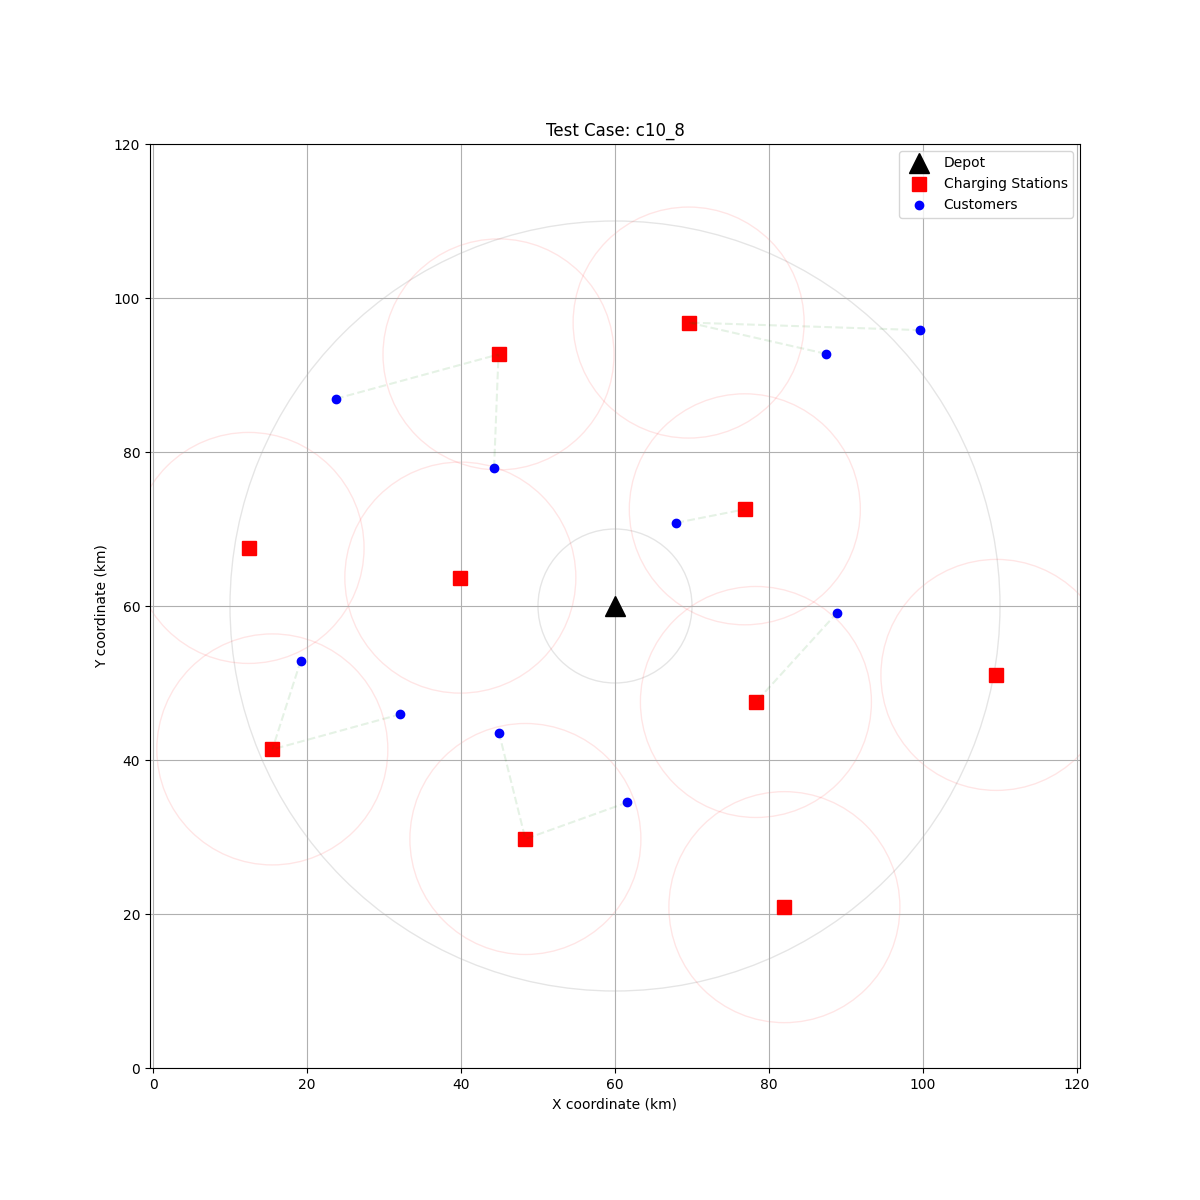 Test Case: c10_8
Depot
Charging Stations
Customers
120
100
80
60
40
20
0
Y coordinate (km)
0 20 40 60 80 100 120
X coordinate (km)